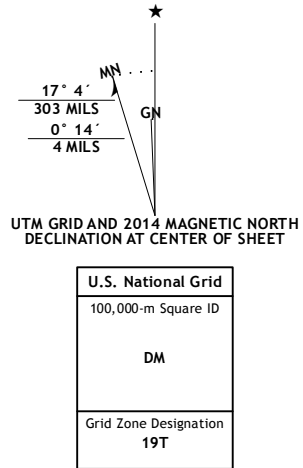 ★
MN
GN
17° 4´
303 MILS
0° 14´
4 MILS
UTM GRID AND 2014 MAGNETIC NORTH
DECLINATION AT CENTER OF SHEET
U.S. National Grid
100,000-m Square ID
DM
Grid Zone Designation
19T